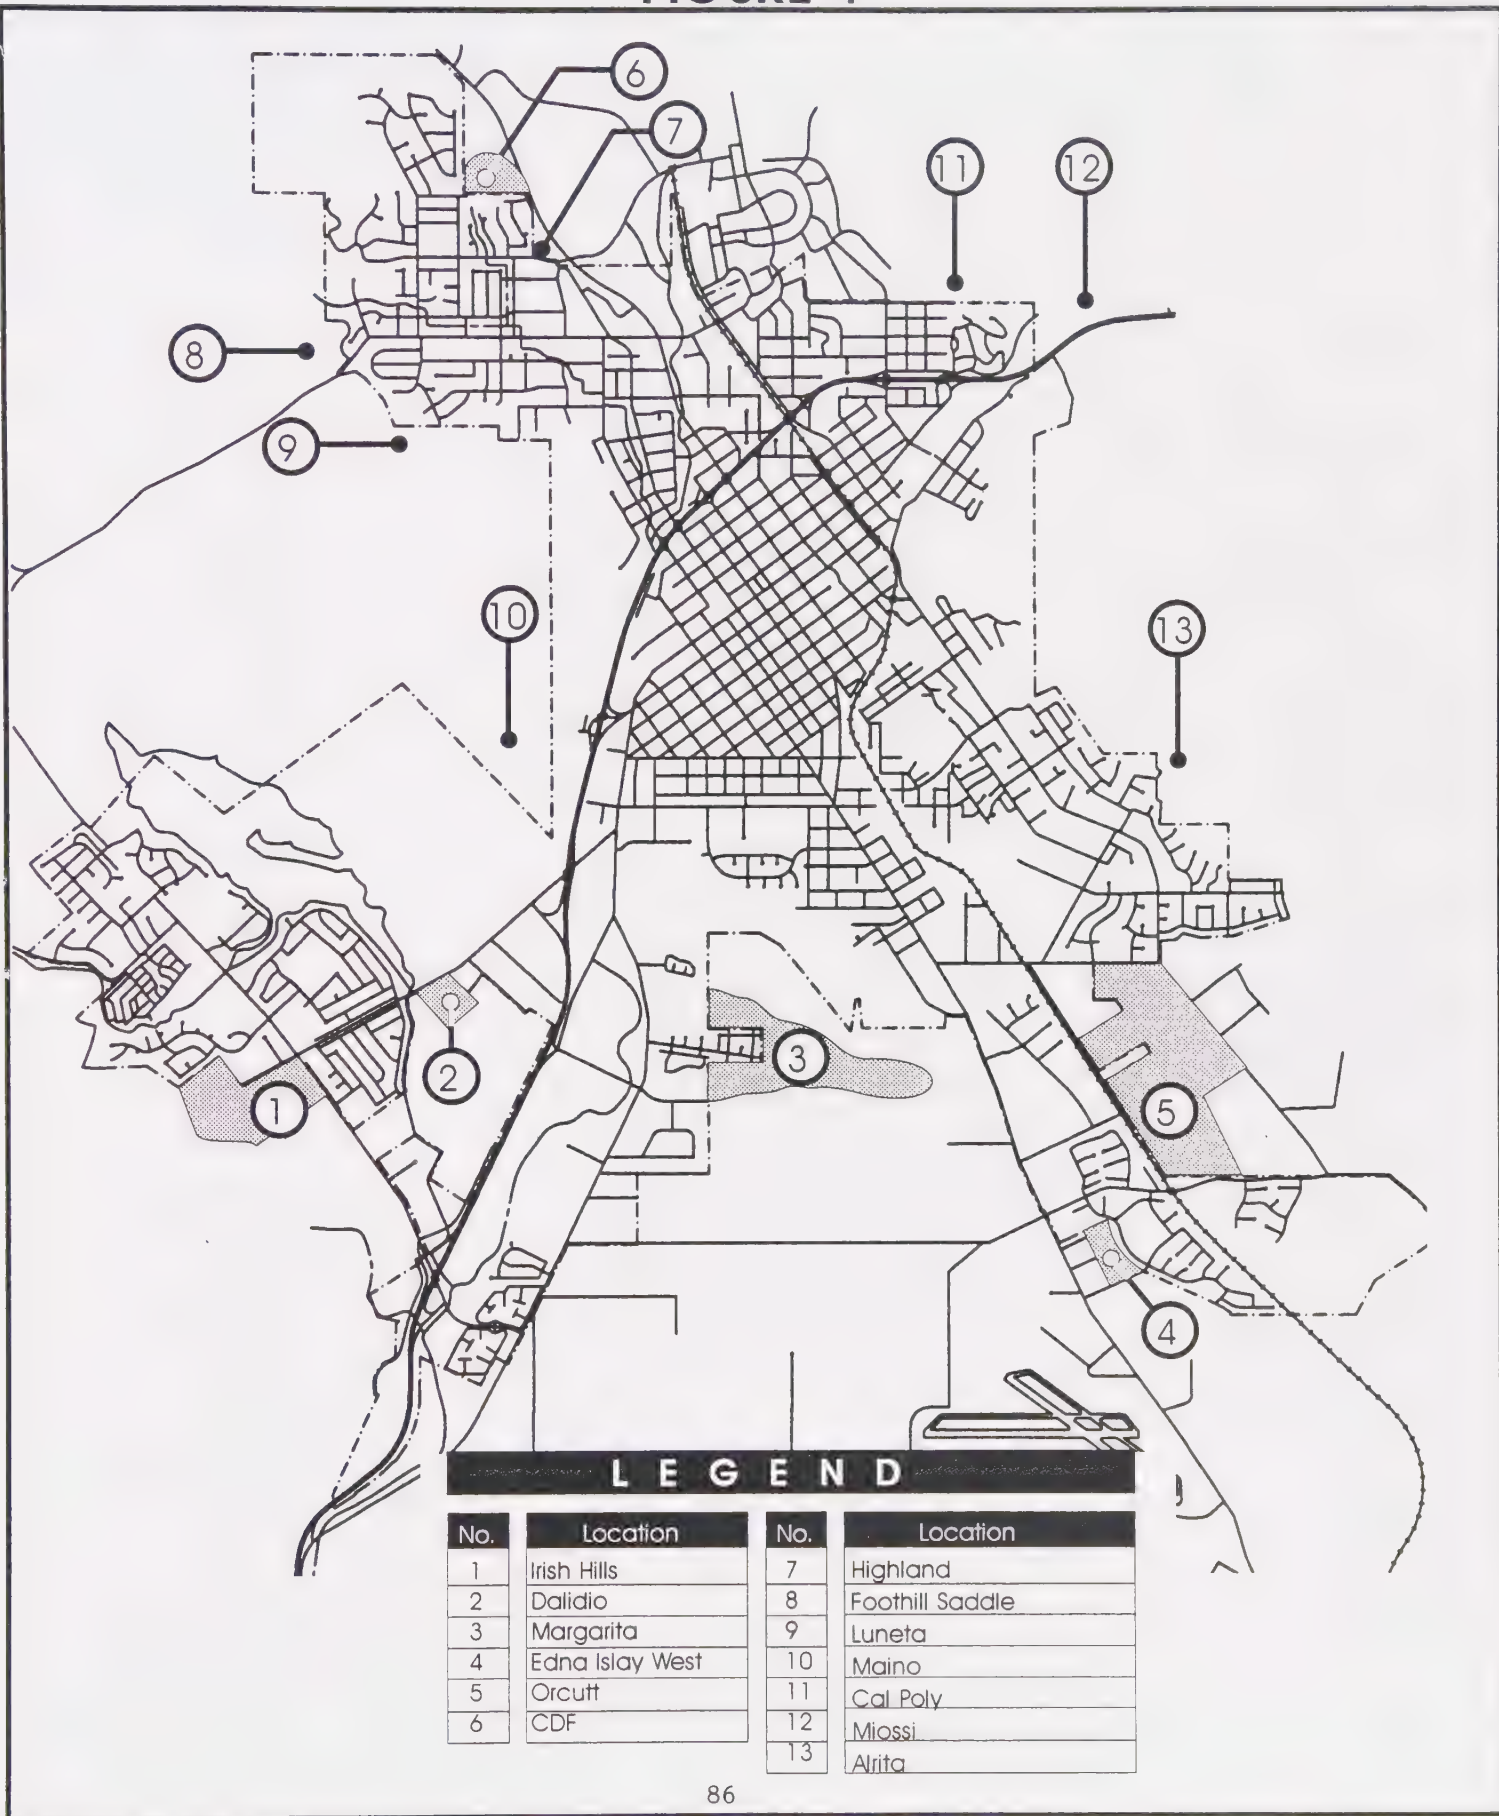 6
7
11
12
8
9
10
13
2
3
1
5
4
LEGEND
No. Location No. Location
1 Irish Hills 7 Highland
2 Dalidio 8 Foothill Saddle
3 Margarita 9 Luneta
4 Edna Islay West 10 Maino
5 Orcutt 11 Cal Poly
6 CDF 12 Miossi
13 Alrita
86